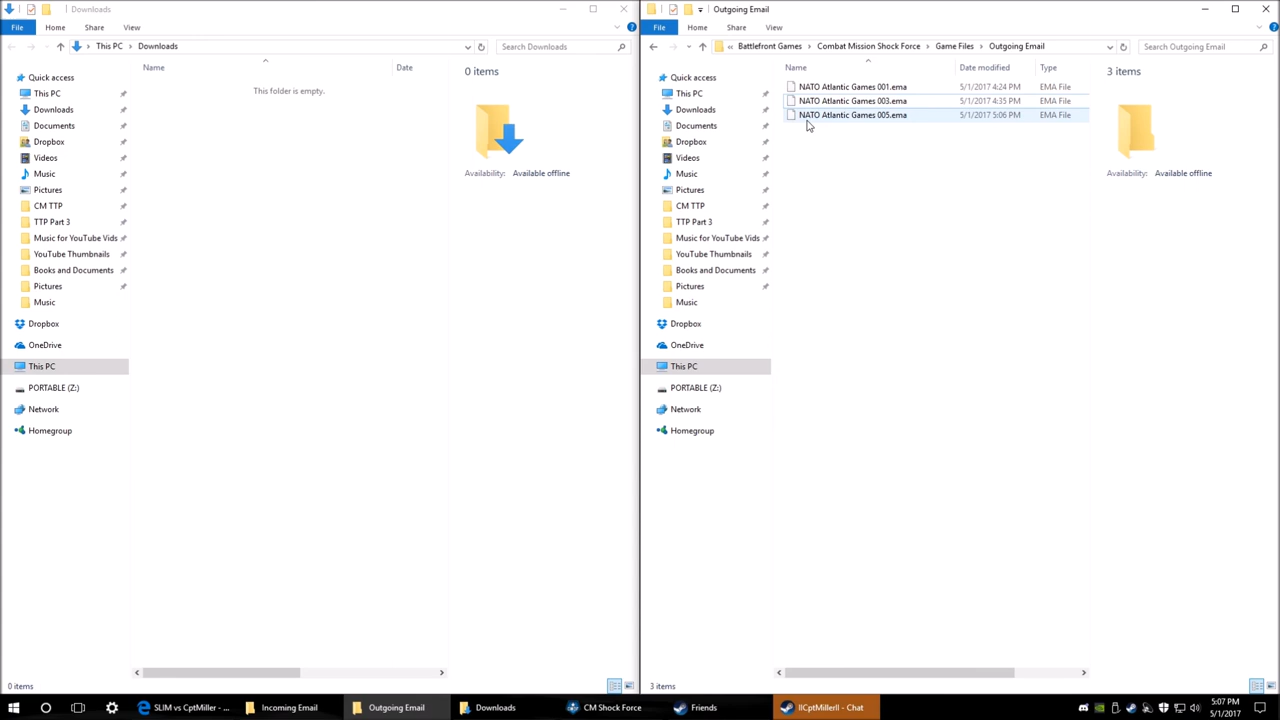 Downloads
File Home Share View
This PC Downloads
Search Downloads
Quick access
This PC
Downloads
Documents
Dropbox
Videos
Music
Pictures
CM TTP
TTP Part 3
Music for YouTube Vids
YouTube Thumbnails
Books and Documents
Pictures
Music
Dropbox
OneDrive
This PC
PORTABLE (Z:)
Network
Homegroup
Name Date
This folder is empty.
0 items
Availability: Available offline
0 items
Outgoing Email
File Home Share View
« Battlefront Games Combat Mission Shock Force Game Files Outgoing Email
Search Outgoing Email
Quick access
This PC
Downloads
Documents
Dropbox
Videos
Music
Pictures
CM TTP
TTP Part 3
Music for YouTube Vids
YouTube Thumbnails
Books and Documents
Pictures
Music
Dropbox
OneDrive
This PC
PORTABLE (Z:)
Network
Homegroup
Name Date modified Type
NATO Atlantic Games 001.ema 5/1/2017 4:24 PM EMA File
NATO Atlantic Games 003.ema 5/1/2017 4:35 PM EMA File
NATO Atlantic Games 005.ema 5/1/2017 5:06 PM EMA File
3 items
Availability: Available offline
3 items
SLIM vs CptMiller - ... Incoming Email Outgoing Email Downloads CM Shock Force Friends llCptMillerll - Chat
5:07 PM
5/1/2017